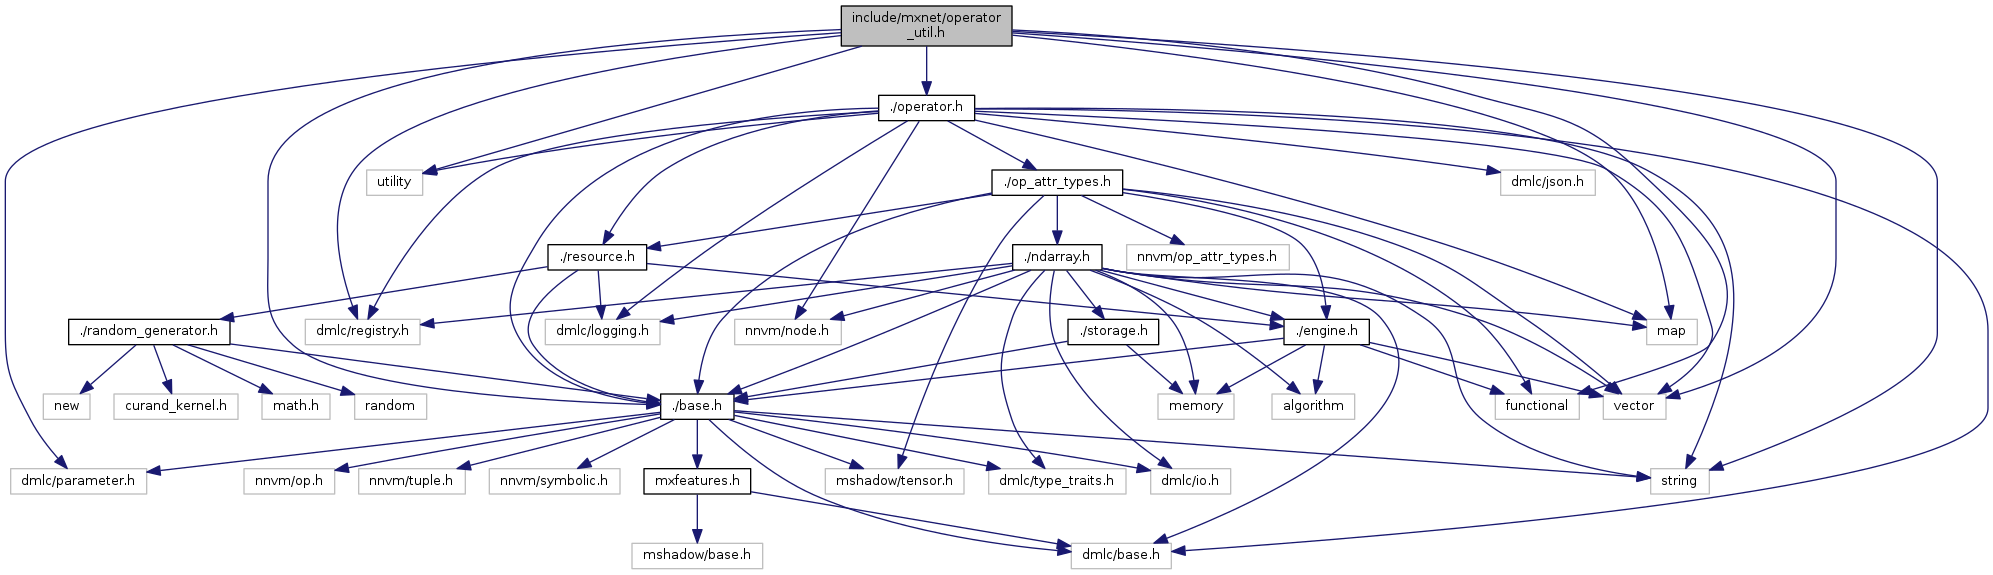 include/mxnet/operator
_util.h
./operator.h
utility
./op_attr_types.h
dmlc/json.h
./resource.h
./ndarray.h
nnvm/op_attr_types.h
./random_generator.h
dmlc/registry.h
dmlc/logging.h
nnvm/node.h
./storage.h
./engine.h
map
new
curand_kernel.h
math.h
random
./base.h
memory
algorithm
functional
vector
dmlc/parameter.h
nnvm/op.h
nnvm/tuple.h
nnvm/symbolic.h
mxfeatures.h
mshadow/tensor.h
dmlc/type_traits.h
dmlc/io.h
string
mshadow/base.h
dmlc/base.h